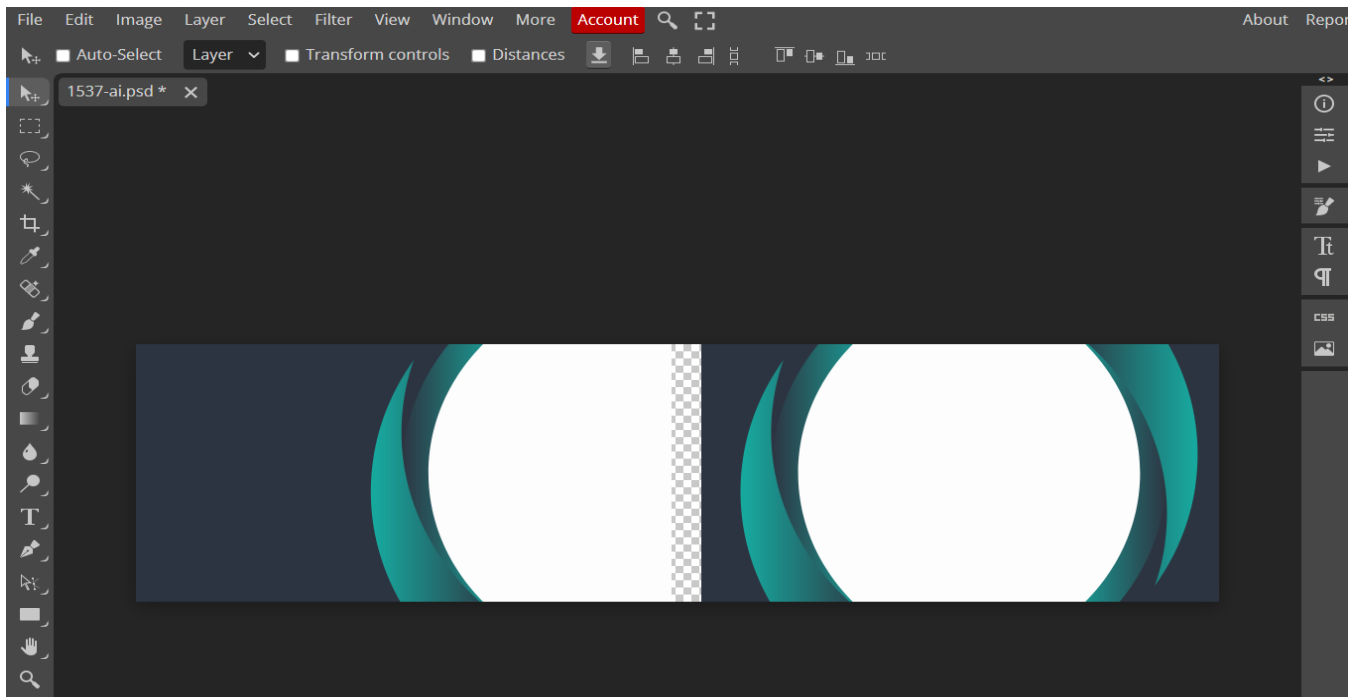 File Edit Image Layer Select Filter View Window More Account About Repor
Auto-Select Layer Transform controls Distances
1537-ai.psd *
CSS